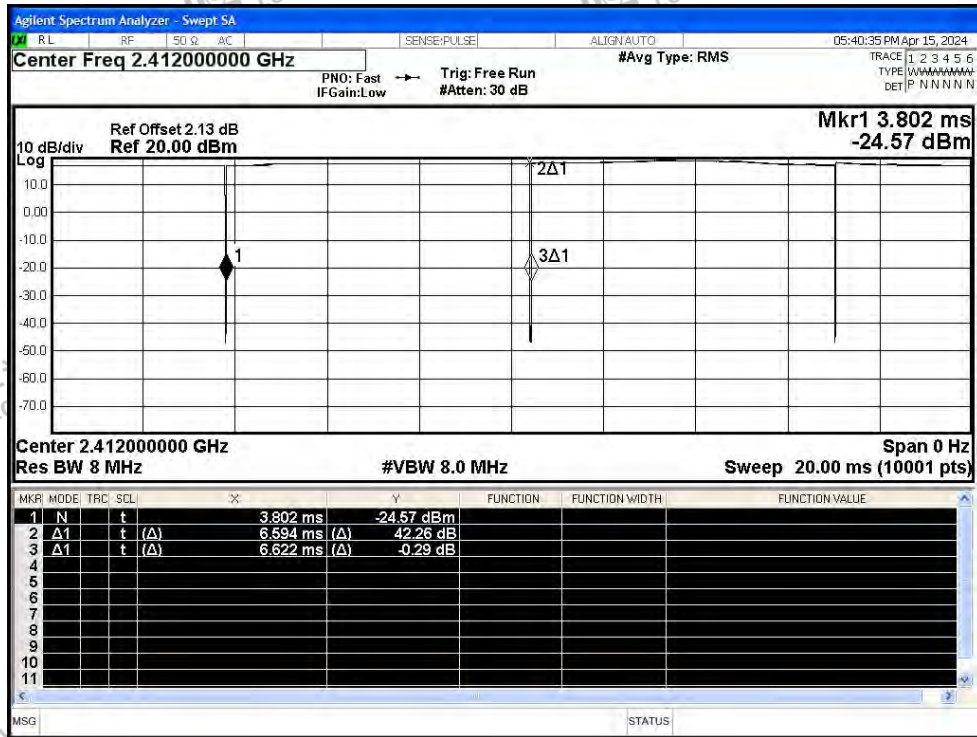 Agilent Spectrum Analyzer - Swept SA
LXI RL RF 50 Ω AC SENSE:PULSE ALIGN AUTO 05:40:35 PM Apr 15, 2024
Center Freq 2.412000000 GHz #Avg Type: RMS TRACE 1 2 3 4 5 6
PNO: Fast Trig: Free Run TYPE WWWWWW
IFGain:Low #Atten: 30 dB DET P N N N N N
Ref Offset 2.13 dB Mkr1 3.802 ms
10 dB/div Ref 20.00 dBm -24.57 dBm
Log
2Δ1
10.0
0.00
-10.0
1 3Δ1
-20.0
-30.0
-40.0
-50.0
-60.0
-70.0
Center 2.412000000 GHz Span 0 Hz
Res BW 8 MHz #VBW 8.0 MHz Sweep 20.00 ms (10001 pts)
MKR MODE TRC SCL X Y FUNCTION FUNCTION WIDTH FUNCTION VALUE
1 N t 3.802 ms -24.57 dBm
2 Δ1 t (Δ) 6.594 ms (Δ) 42.26 dB
3 Δ1 t (Δ) 6.622 ms (Δ) -0.29 dB
4
5
6
7
8
9
10
11
MSG STATUS